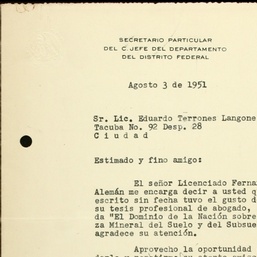 SECRETARIO PARTICULAR
DEL C. JEFE DEL DEPARTAMENTO
DEL DISTRITO FEDERAL
Agosto 3 de 1951
Sr. Lic. Eduardo Terrones Langone
Tacuba No. 92 Desp. 28
C i u d a d
Estimado y fino amigo:
El señor Licenciado Ferna
Alemán me encarga decir a usted q
escrito sin fecha tuvo el gusto d
su tesis profesional de abogado,
da "El Dominio de la Nación sobre
za Mineral del Suelo y del Subsue
agradece su atención.
Aprovecho la oportunidad